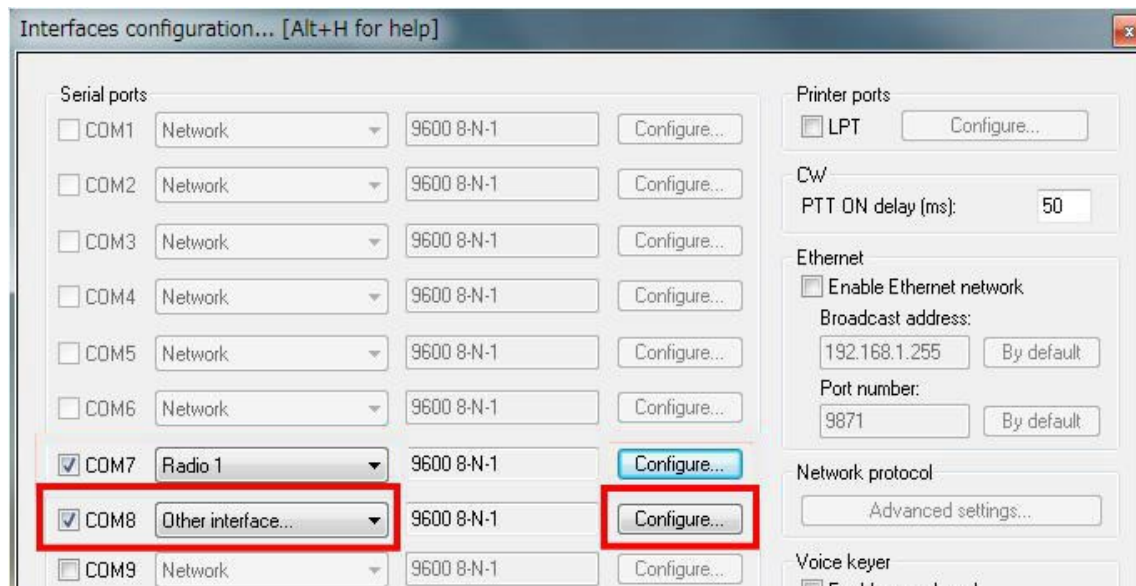 Interfaces configuration... [Alt+H for help]
Serial ports
COM1 Network 9600 8-N-1 Configure...
COM2 Network 9600 8-N-1 Configure...
COM3 Network 9600 8-N-1 Configure...
COM4 Network 9600 8-N-1 Configure...
COM5 Network 9600 8-N-1 Configure...
COM6 Network 9600 8-N-1 Configure...
COM7 Radio 1 9600 8-N-1 Configure...
COM8 Other interface... 9600 8-N-1 Configure...
COM9 Network 9600 8-N-1 Configure...
Printer ports
LPT Configure...
CW
PTT ON delay (ms): 50
Ethernet
Enable Ethernet network
Broadcast address:
192.168.1.255 By default
Port number:
9871 By default
Network protocol
Advanced settings...
Voice keyer